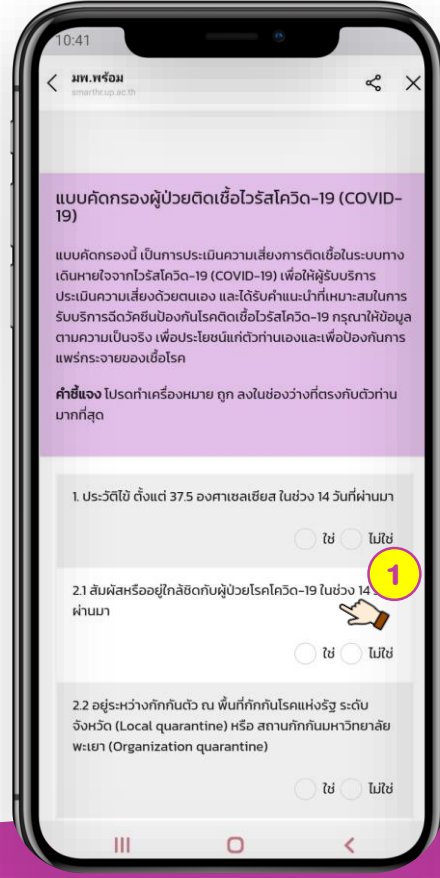 10:41
มพ.พร้อม
smarthr.up.ac.th
แบบคัดกรองผู้ป่วยติดเชื้อไวรัสโควิด-19 (COVID-
19)
แบบคัดกรองนี้ เป็นการประเมินความเสี่ยงการติดเชื้อในระบบทาง
เดินหายใจจากไวรัสโควิด-19 (COVID-19) เพื่อให้ผู้รับบริการ
ประเมินความเสี่ยงด้วยตนเอง และได้รับคำแนะนำที่เหมาะสมในการ
รับบริการฉีดวัคซีนป้องกันโรคติดเชื้อไวรัสโควิด-19 กรุณาให้ข้อมูล
ตามความเป็นจริง เพื่อประโยชน์แก่ตัวท่านเองและเพื่อป้องกันการ
แพร่กระจายของเชื้อโรค
คำชี้แจง โปรดทำเครื่องหมาย ถูก ลงในช่องว่างที่ตรงกับตัวท่าน
มากที่สุด
1. ประวัติไข้ ตั้งแต่ 37.5 องศาเซลเซียส ในช่วง 14 วันที่ผ่านมา
ใช่ ไม่ใช่
1
2.1 สัมผัสหรืออยู่ใกล้ชิดกับผู้ป่วยโรคโควิด-19 ในช่วง 14
ผ่านมา
ใช่ ไม่ใช่
2.2 อยู่ระหว่างกักกันตัว ณ พื้นที่กักกันโรคแห่งรัฐ ระดับ
จังหวัด (Local quarantine) หรือ สถานกักกันมหาวิทยาลัย
พะเยา (Organization quarantine)
ใช่ ไม่ใช่